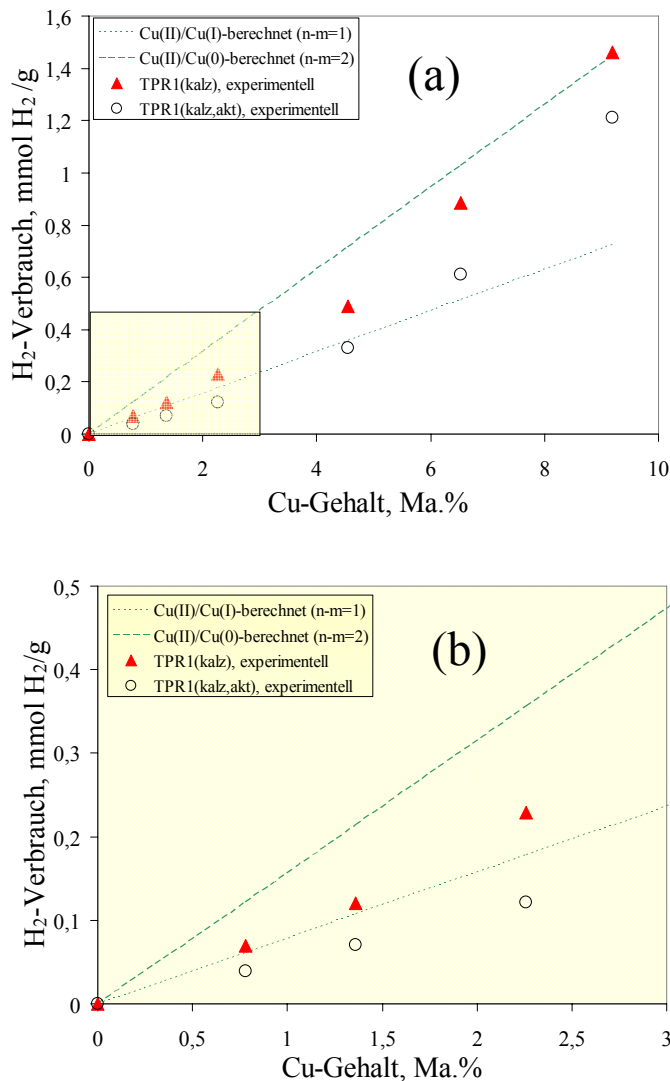 1,6
1,4
1,2
1
0,8
0,6
0,4
0,2
0
H₂-Verbrauch, mmol H₂ /g
Cu(II)/Cu(I)-berechnet (n-m=1)
Cu(II)/Cu(0)-berechnet (n-m=2)
TPR1(kalz), experimentell
TPR1(kalz,akt), experimentell
(a)
0 2 4 6 8 10
Cu-Gehalt, Ma.%
0,5
0,4
0,3
0,2
0,1
0
H₂-Verbrauch, mmol H₂/g
Cu(II)/Cu(I)-berechnet (n-m=1)
Cu(II)/Cu(0)-berechnet (n-m=2)
TPR1(kalz), experimentell
TPR1(kalz,akt), experimentell
(b)
0 0,5 1 1,5 2 2,5 3
Cu-Gehalt, Ma.%